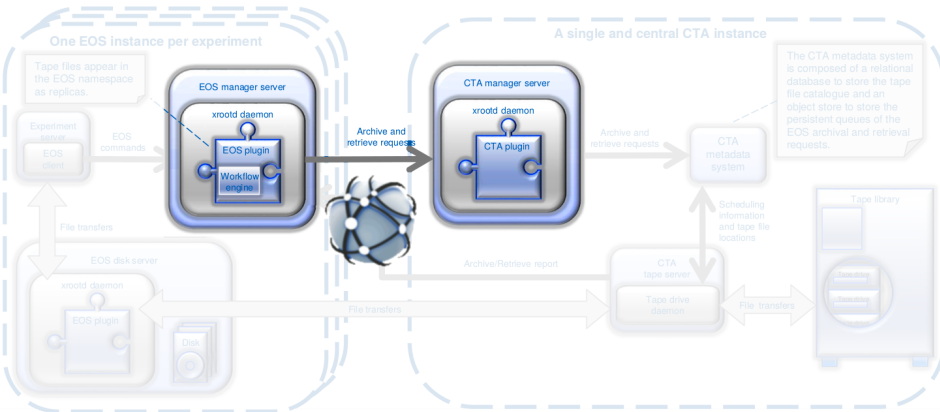 One EOS instance per experiment
A single and central CTA instance
Tape files appear in
the EOS namespace
as replicas.
EOS manager server
xrootd daemon
EOS plugin
Workflow
engine
Archive and
retrieve requests
CTA manager server
xrootd daemon
CTA plugin
Archive and
retrieve requests
The CTA metadata system
is composed of a relational
database to store the tape
file catalogue and an
object store to store the
persistent queues of the
EOS archival and retrieval
requests.
Experiment
server
EOS
client
EOS
commands
CTA
metadata
system
File transfers
Scheduling
information
and tape file
locations
Tape library
Tape drive
Tape drive
EOS disk server
xrootd daemon
EOS plugin
Disk
Archive/Retrieve report
CTA
tape server
Tape drive
daemon
File transfers
File transfers